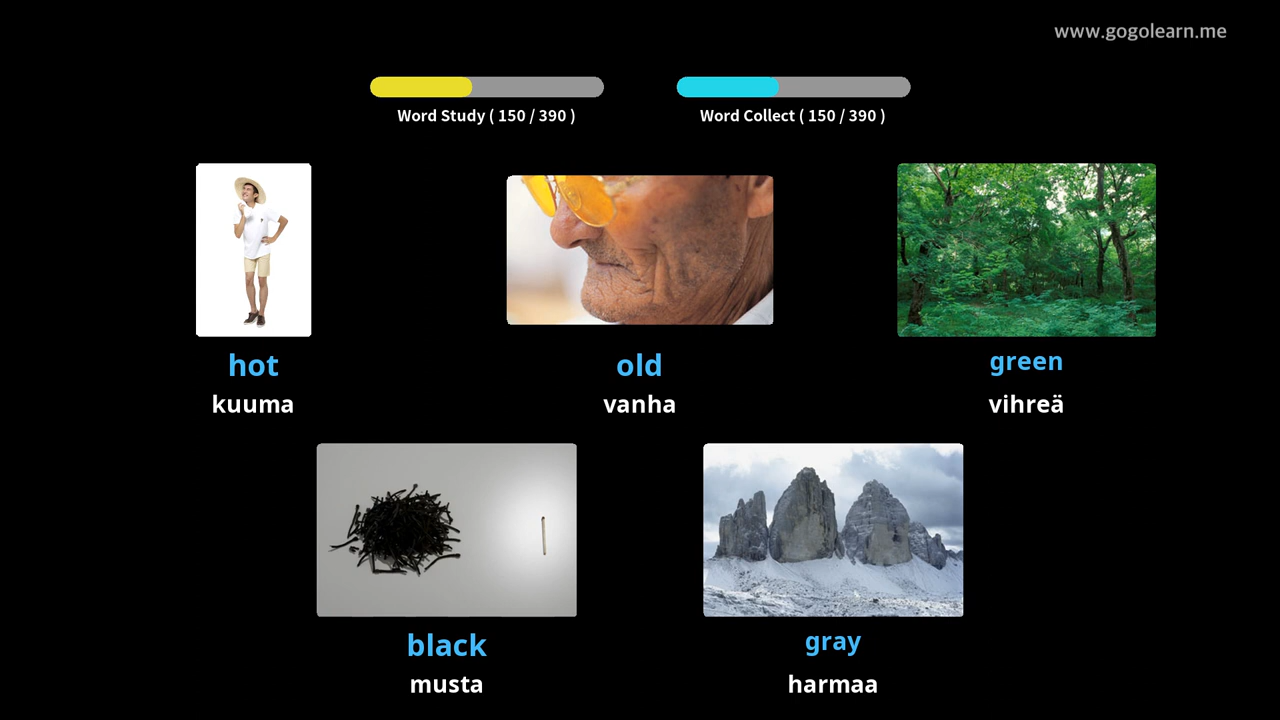 www.gogolearn.me
Word Study ( 150 / 390 )
Word Collect ( 150 / 390 )
hot
kuuma
old
vanha
green
vihreä
black
musta
gray
harmaa